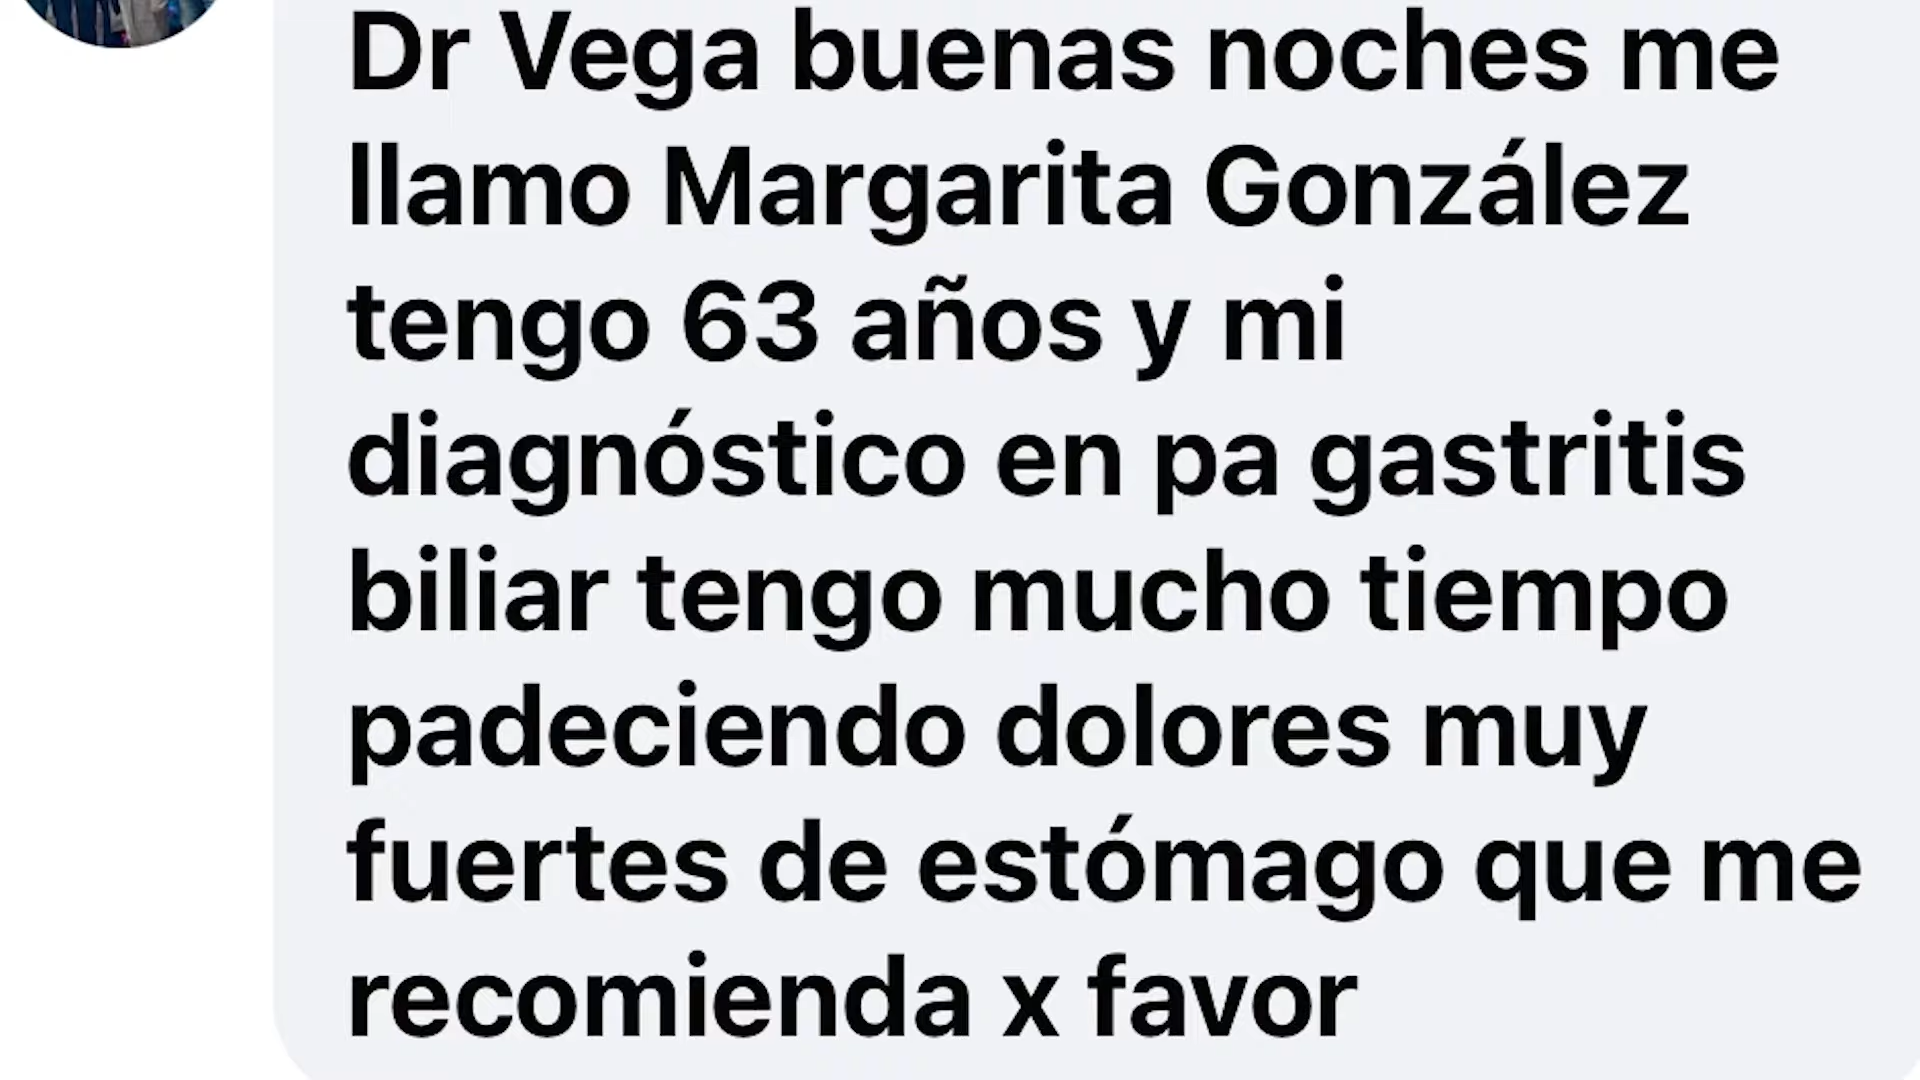 Dr Vega buenas noches me
llamo Margarita González
tengo 63 años y mi
diagnóstico en pa gastritis
biliar tengo mucho tiempo
padeciendo dolores muy
fuertes de estómago que me
recomienda x favor